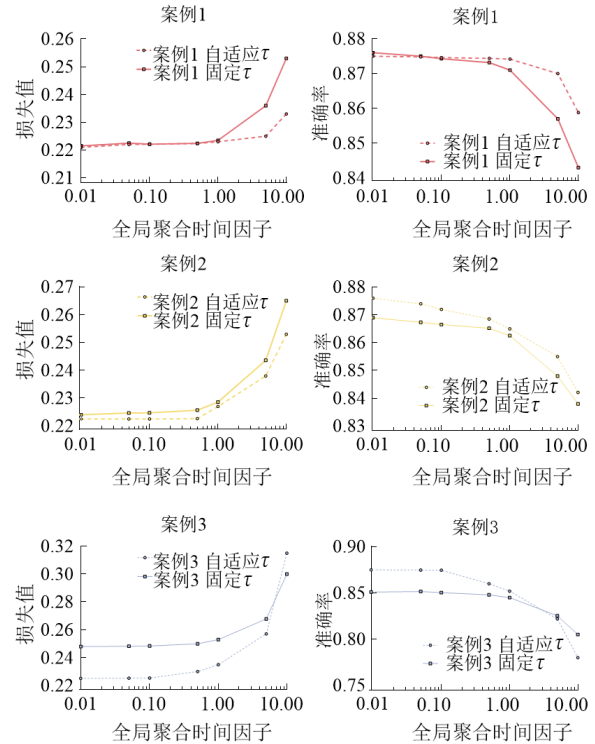 案例1
案例1
0.26
0.25
0.24
0.23
0.22
0.21
损失值
案例1 自适应τ
案例1 固定τ
0.01
0.10
1.00
10.00
全局聚合时间因子
0.88
0.87
0.86
0.85
0.84
准确率
案例1 自适应τ
案例1 固定τ
0.01
0.10
1.00
10.00
全局聚合时间因子
案例2
案例2
0.27
0.26
0.25
0.24
0.23
0.22
损失值
案例2 自适应τ
案例2 固定τ
0.01
0.10
1.00
10.00
全局聚合时间因子
0.88
0.87
0.86
0.85
0.84
0.83
准确率
案例2 自适应τ
案例2 固定τ
0.01
0.10
1.00
10.00
全局聚合时间因子
案例3
案例3
0.32
0.30
0.28
0.26
0.24
0.22
损失值
案例3 自适应τ
案例3 固定τ
0.01
0.10
1.00
10.00
全局聚合时间因子
0.90
0.85
0.80
0.75
准确率
案例3 自适应τ
案例3 固定τ
0.01
0.10
1.00
10.00
全局聚合时间因子